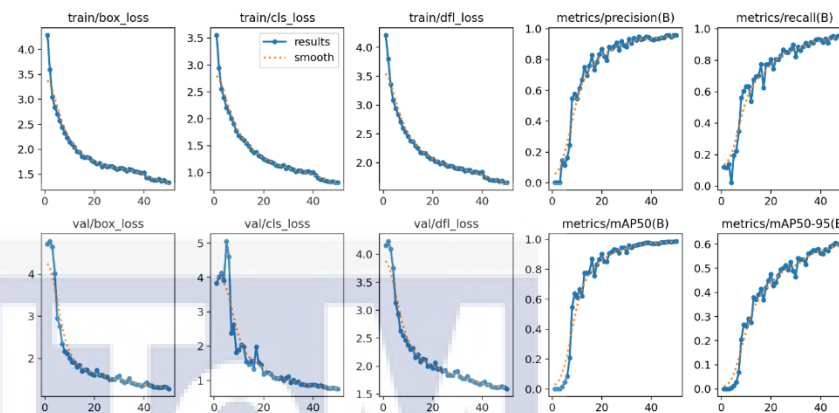 train/box_loss
4.0
3.5
3.0
2.5
2.0
1.5
0 20 40
train/cls_loss
results
smooth
3.5
3.0
2.5
2.0
1.5
1.0
0 20 40
train/dfl_loss
4.0
3.5
3.0
2.5
2.0
0 20 40
metrics/precision(B)
1.0
0.8
0.6
0.4
0.2
0.0
0 20 40
metrics/recall(B)
0.8
0.6
0.4
0.2
0.0
0 20 40
val/box_loss
4
3
2
0 20 40
val/cls_loss
5
4
3
2
1
0 20 40
val/dfl_loss
4.0
3.5
3.0
2.5
2.0
1.5
0 20 40
metrics/mAP50(B)
1.0
0.8
0.6
0.4
0.2
0.0
0 20 40
metrics/mAP50-95(B
0.6
0.5
0.4
0.3
0.2
0.1
0.0
0 20 40